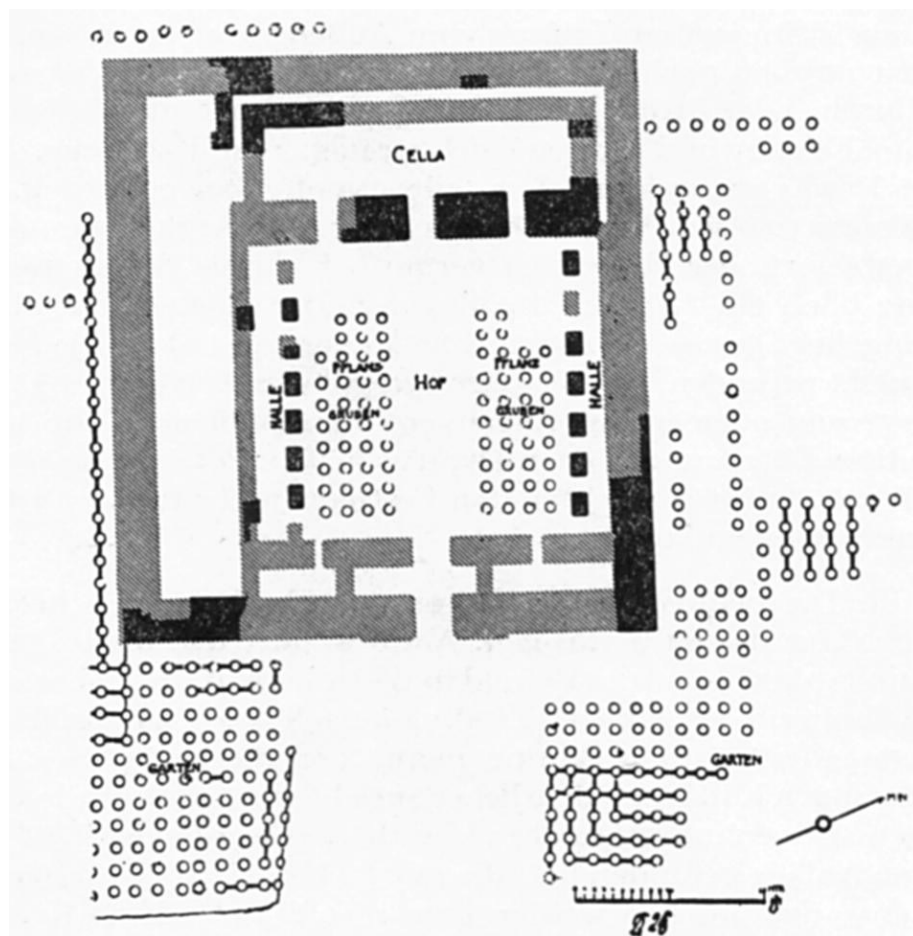 CELLA
PFLANZ
GRUBEN
HOF
PFLANZ
GRUBEN
HALLE
HALLE
GARTEN
GARTEN